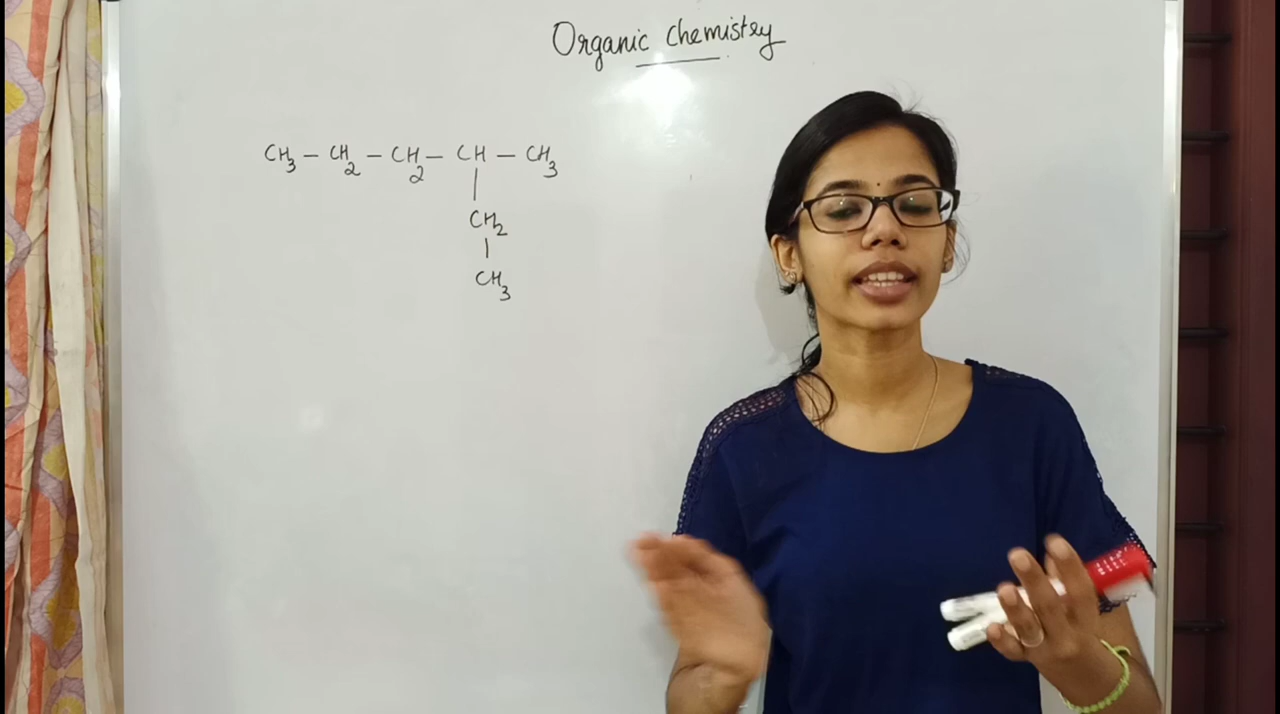 Organic Chemistry
CH3 – CH2 – CH2 – CH – CH3
|
CH2
|
CH3